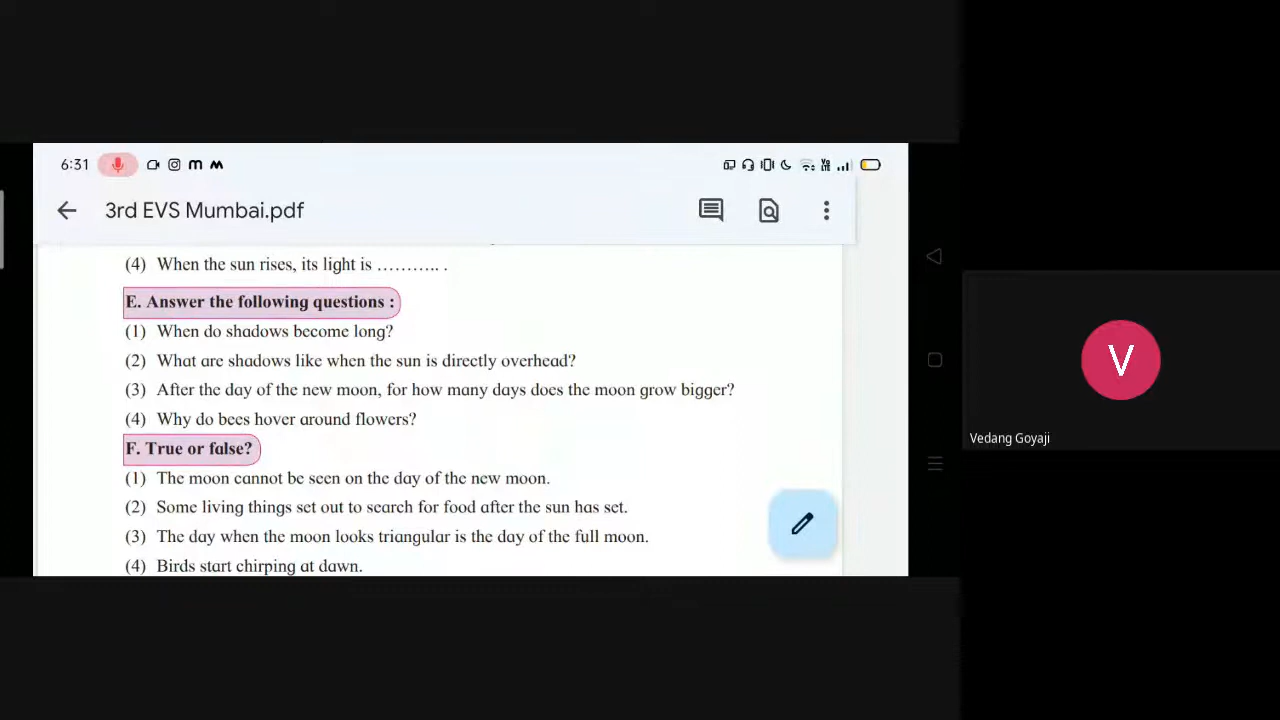 6:31
3rd EVS Mumbai.pdf
(4) When the sun rises, its light is ……….. .
E. Answer the following questions :
(1) When do shadows become long?
(2) What are shadows like when the sun is directly overhead?
(3) After the day of the new moon, for how many days does the moon grow bigger?
(4) Why do bees hover around flowers?
F. True or false?
(1) The moon cannot be seen on the day of the new moon.
(2) Some living things set out to search for food after the sun has set.
(3) The day when the moon looks triangular is the day of the full moon.
(4) Birds start chirping at dawn.
V
Vedang Goyaji